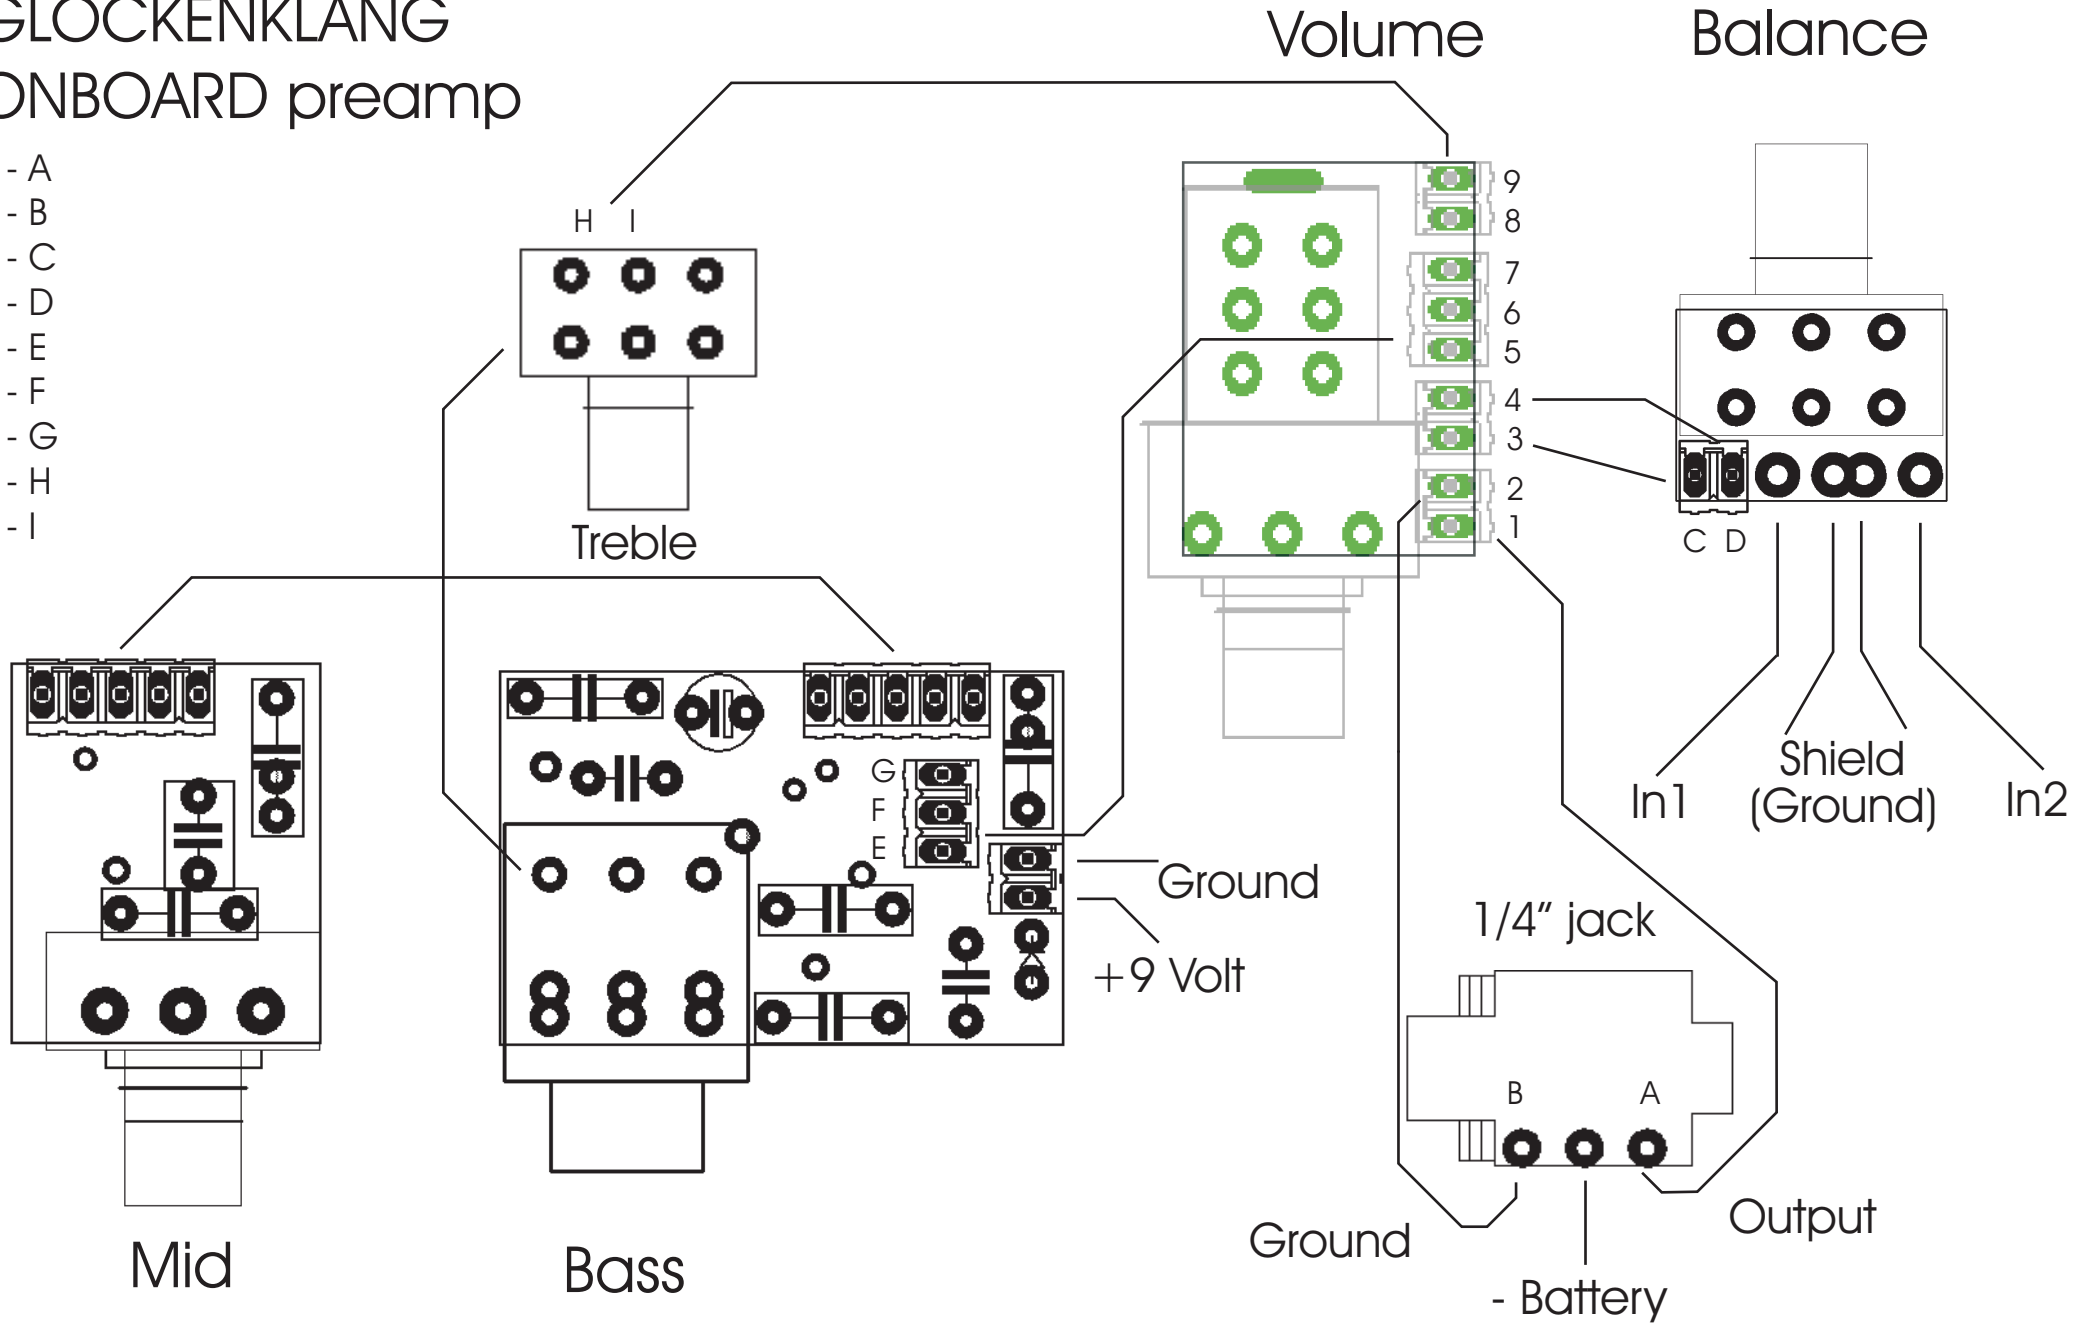 GLOCKENKLANG
ONBOARD preamp
- A
- B
- C
- D
- E
- F
- G
- H
- I
Volume
Balance
H I
Treble
9
8
7
6
5
4
3
2
1
C D
In1
Shield
(Ground)
In2
G
F
E
Ground
+9 Volt
1/4” jack
B A
Ground
Output
- Battery
Mid
Bass